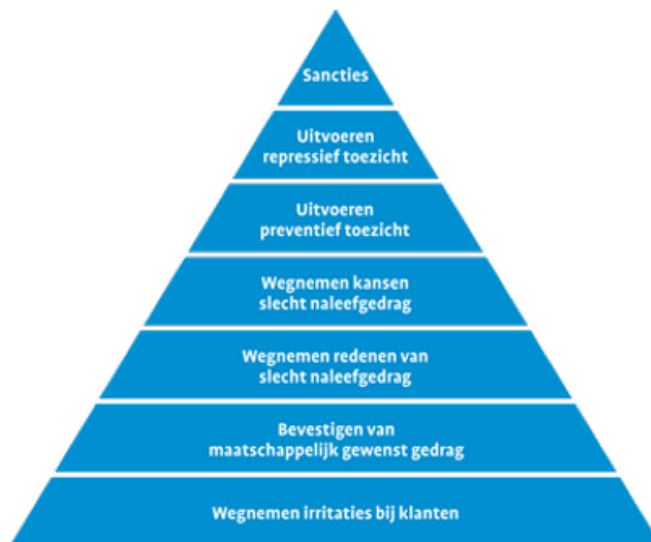 Sancties
Uitvoeren
repressief toezicht
Uitvoeren
preventief toezicht
Wegnemen kansen
slecht naleefgedrag
Wegnemen redenen van
slecht naleefgedrag
Bevestigen van
maatschappelijk gewenst gedrag
Wegnemen irritaties bij klanten